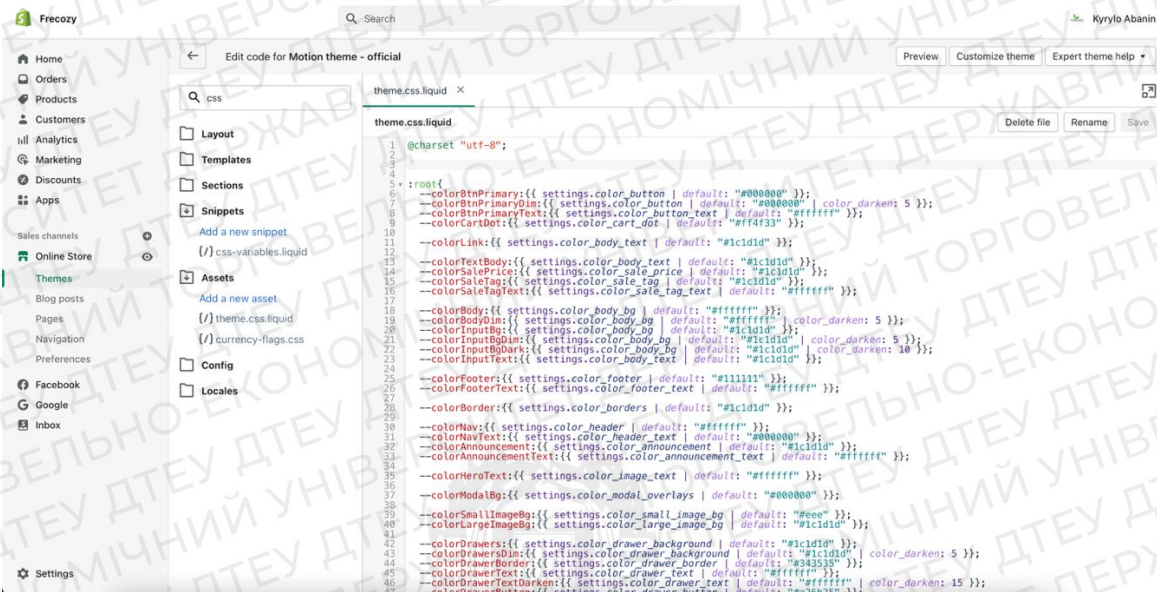 Frecozy
Search
Kyrylo Abanin
Home
Orders
Products
Customers
Analytics
Marketing
Discounts
Apps
Sales channels
Online Store
Themes
Blog posts
Pages
Navigation
Preferences
Facebook
Google
Inbox
Settings
Edit code for Motion theme - official
Preview
Customize theme
Expert theme help
css
Layout
Templates
Sections
Snippets
Add a new snippet
{/} css-variables.liquid
Assets
Add a new asset
{/} theme.css.liquid
{/} currency-flags.css
Config
Locales
theme.css.liquid ×
theme.css.liquid
Delete file
Rename
Save
1 @charset "utf-8";
2
3
4
5 :root{
6 --colorBtnPrimary:{{ settings.color_button | default: "#000000" }};
7 --colorBtnPrimaryDim:{{ settings.color_button | default: "#000000" | color_darken: 5 }};
8 --colorBtnPrimaryText:{{ settings.color_button_text | default: "#ffffff" }};
9 --colorCartDot:{{ settings.color_cart_dot | default: "#ff4f33" }};
10
11 --colorLink:{{ settings.color_body_text | default: "#1c1d1d" }};
12
13 --colorTextBody:{{ settings.color_body_text | default: "#1c1d1d" }};
14 --colorSalePrice:{{ settings.color_sale_price | default: "#1c1d1d" }};
15 --colorSaleTag:{{ settings.color_sale_tag | default: "#1c1d1d" }};
16 --colorSaleTagText:{{ settings.color_sale_tag_text | default: "#ffffff" }};
17
18 --colorBody:{{ settings.color_body_bg | default: "#ffffff" }};
19 --colorBodyDim:{{ settings.color_body_bg | default: "#ffffff" | color_darken: 5 }};
20 --colorInputBg:{{ settings.color_body_bg | default: "#1c1d1d" }};
21 --colorInputBgDim:{{ settings.color_body_bg | default: "#1c1d1d" | color_darken: 5 }};
22 --colorInputBgDark:{{ settings.color_body_bg | default: "#1c1d1d" | color_darken: 10 }};
23 --colorInputText:{{ settings.color_body_text | default: "#1c1d1d" }};
24
25 --colorFooter:{{ settings.color_footer | default: "#111111" }};
26 --colorFooterText:{{ settings.color_footer_text | default: "#ffffff" }};
27
28 --colorBorder:{{ settings.color_borders | default: "#1c1d1d" }};
29
30 --colorNav:{{ settings.color_header | default: "#ffffff" }};
31 --colorNavText:{{ settings.color_header_text | default: "#000000" }};
32 --colorAnnouncement:{{ settings.color_announcement | default: "#1c1d1d" }};
33 --colorAnnouncementText:{{ settings.color_announcement_text | default: "#ffffff" }};
34
35 --colorHeroText:{{ settings.color_image_text | default: "#ffffff" }};
36
37 --colorModalBg:{{ settings.color_modal_overlays | default: "#000000" }};
38
39 --colorSmallImageBg:{{ settings.color_small_image_bg | default: "#eee" }};
40 --colorLargeImageBg:{{ settings.color_large_image_bg | default: "#1c1d1d" }};
41
42 --colorDrawers:{{ settings.color_drawer_background | default: "#1c1d1d" }};
43 --colorDrawersDim:{{ settings.color_drawer_background | default: "#1c1d1d" | color_darken: 5 }};
44 --colorDrawerBorder:{{ settings.color_drawer_border | default: "#343535" }};
45 --colorDrawerText:{{ settings.color_drawer_text | default: "#ffffff" }};
46 --colorDrawerTextDarken:{{ settings.color_drawer_text | default: "#ffffff" | color_darken: 15 }};